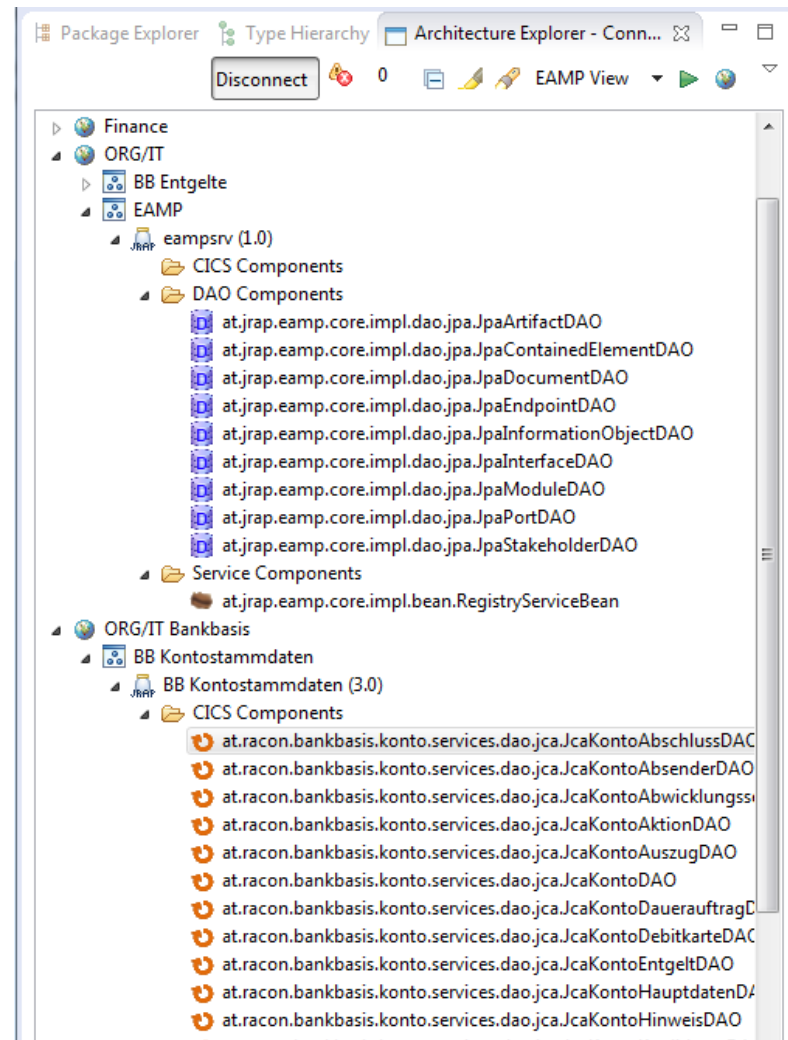 Package Explorer Type Hierarchy Architecture Explorer - Conn...
Disconnect 0 EAMP View
Finance
ORG/IT
BB Entgelte
EAMP
JRAP eampsrv (1.0)
CICS Components
DAO Components
D at.jrap.eamp.core.impl.dao.jpa.JpaArtifactDAO
D at.jrap.eamp.core.impl.dao.jpa.JpaContainedElementDAO
D at.jrap.eamp.core.impl.dao.jpa.JpaDocumentDAO
D at.jrap.eamp.core.impl.dao.jpa.JpaEndpointDAO
D at.jrap.eamp.core.impl.dao.jpa.JpaInformationObjectDAO
D at.jrap.eamp.core.impl.dao.jpa.JpaInterfaceDAO
D at.jrap.eamp.core.impl.dao.jpa.JpaModuleDAO
D at.jrap.eamp.core.impl.dao.jpa.JpaPortDAO
D at.jrap.eamp.core.impl.dao.jpa.JpaStakeholderDAO
Service Components
at.jrap.eamp.core.impl.bean.RegistryServiceBean
ORG/IT Bankbasis
BB Kontostammdaten
JRAP BB Kontostammdaten (3.0)
CICS Components
at.racon.bankbasis.konto.services.dao.jca.JcaKontoAbschlussDAO
at.racon.bankbasis.konto.services.dao.jca.JcaKontoAbsenderDAO
at.racon.bankbasis.konto.services.dao.jca.JcaKontoAbwicklungss
at.racon.bankbasis.konto.services.dao.jca.JcaKontoAktionDAO
at.racon.bankbasis.konto.services.dao.jca.JcaKontoAuszugDAO
at.racon.bankbasis.konto.services.dao.jca.JcaKontoDAO
at.racon.bankbasis.konto.services.dao.jca.JcaKontoDauerauftragD
at.racon.bankbasis.konto.services.dao.jca.JcaKontoDebitkarteDAO
at.racon.bankbasis.konto.services.dao.jca.JcaKontoEntgeltDAO
at.racon.bankbasis.konto.services.dao.jca.JcaKontoHauptdatenDA
at.racon.bankbasis.konto.services.dao.jca.JcaKontoHinweisDAO